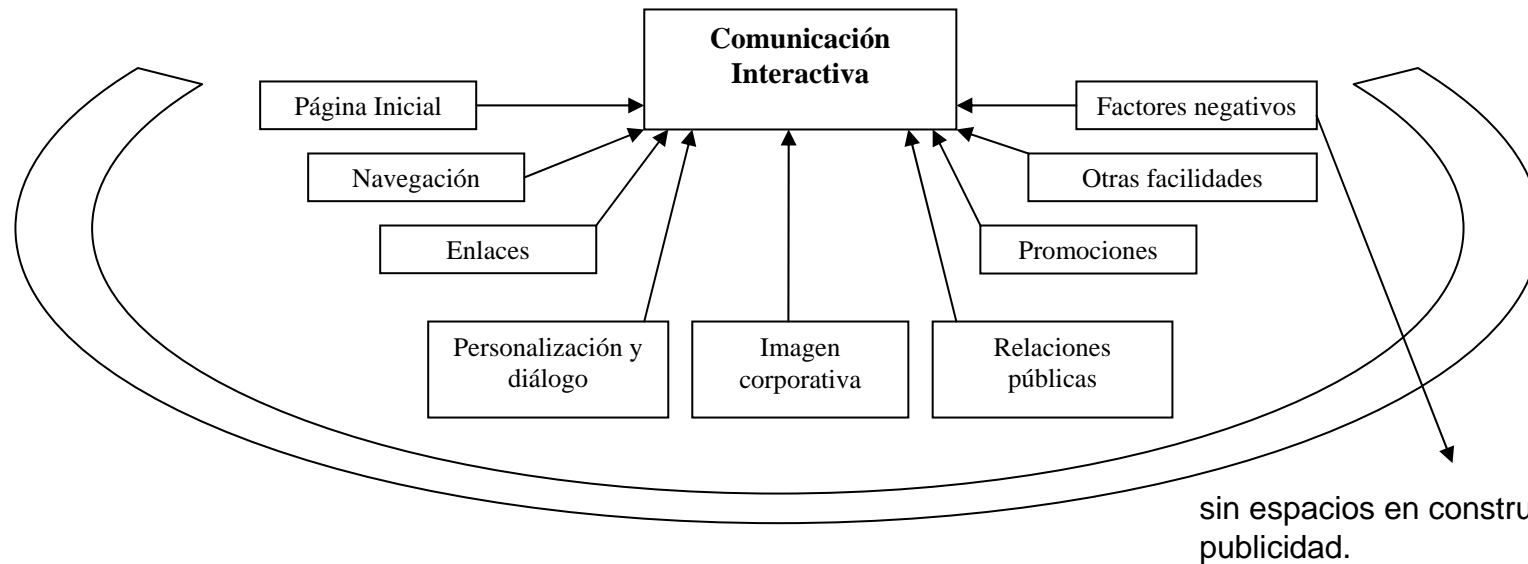 Comunicación
Interactiva
Página Inicial
Factores negativos
Navegación
Otras facilidades
Enlaces
Promociones
Personalización y
diálogo
Imagen
corporativa
Relaciones
públicas
sin espacios en constru
publicidad.